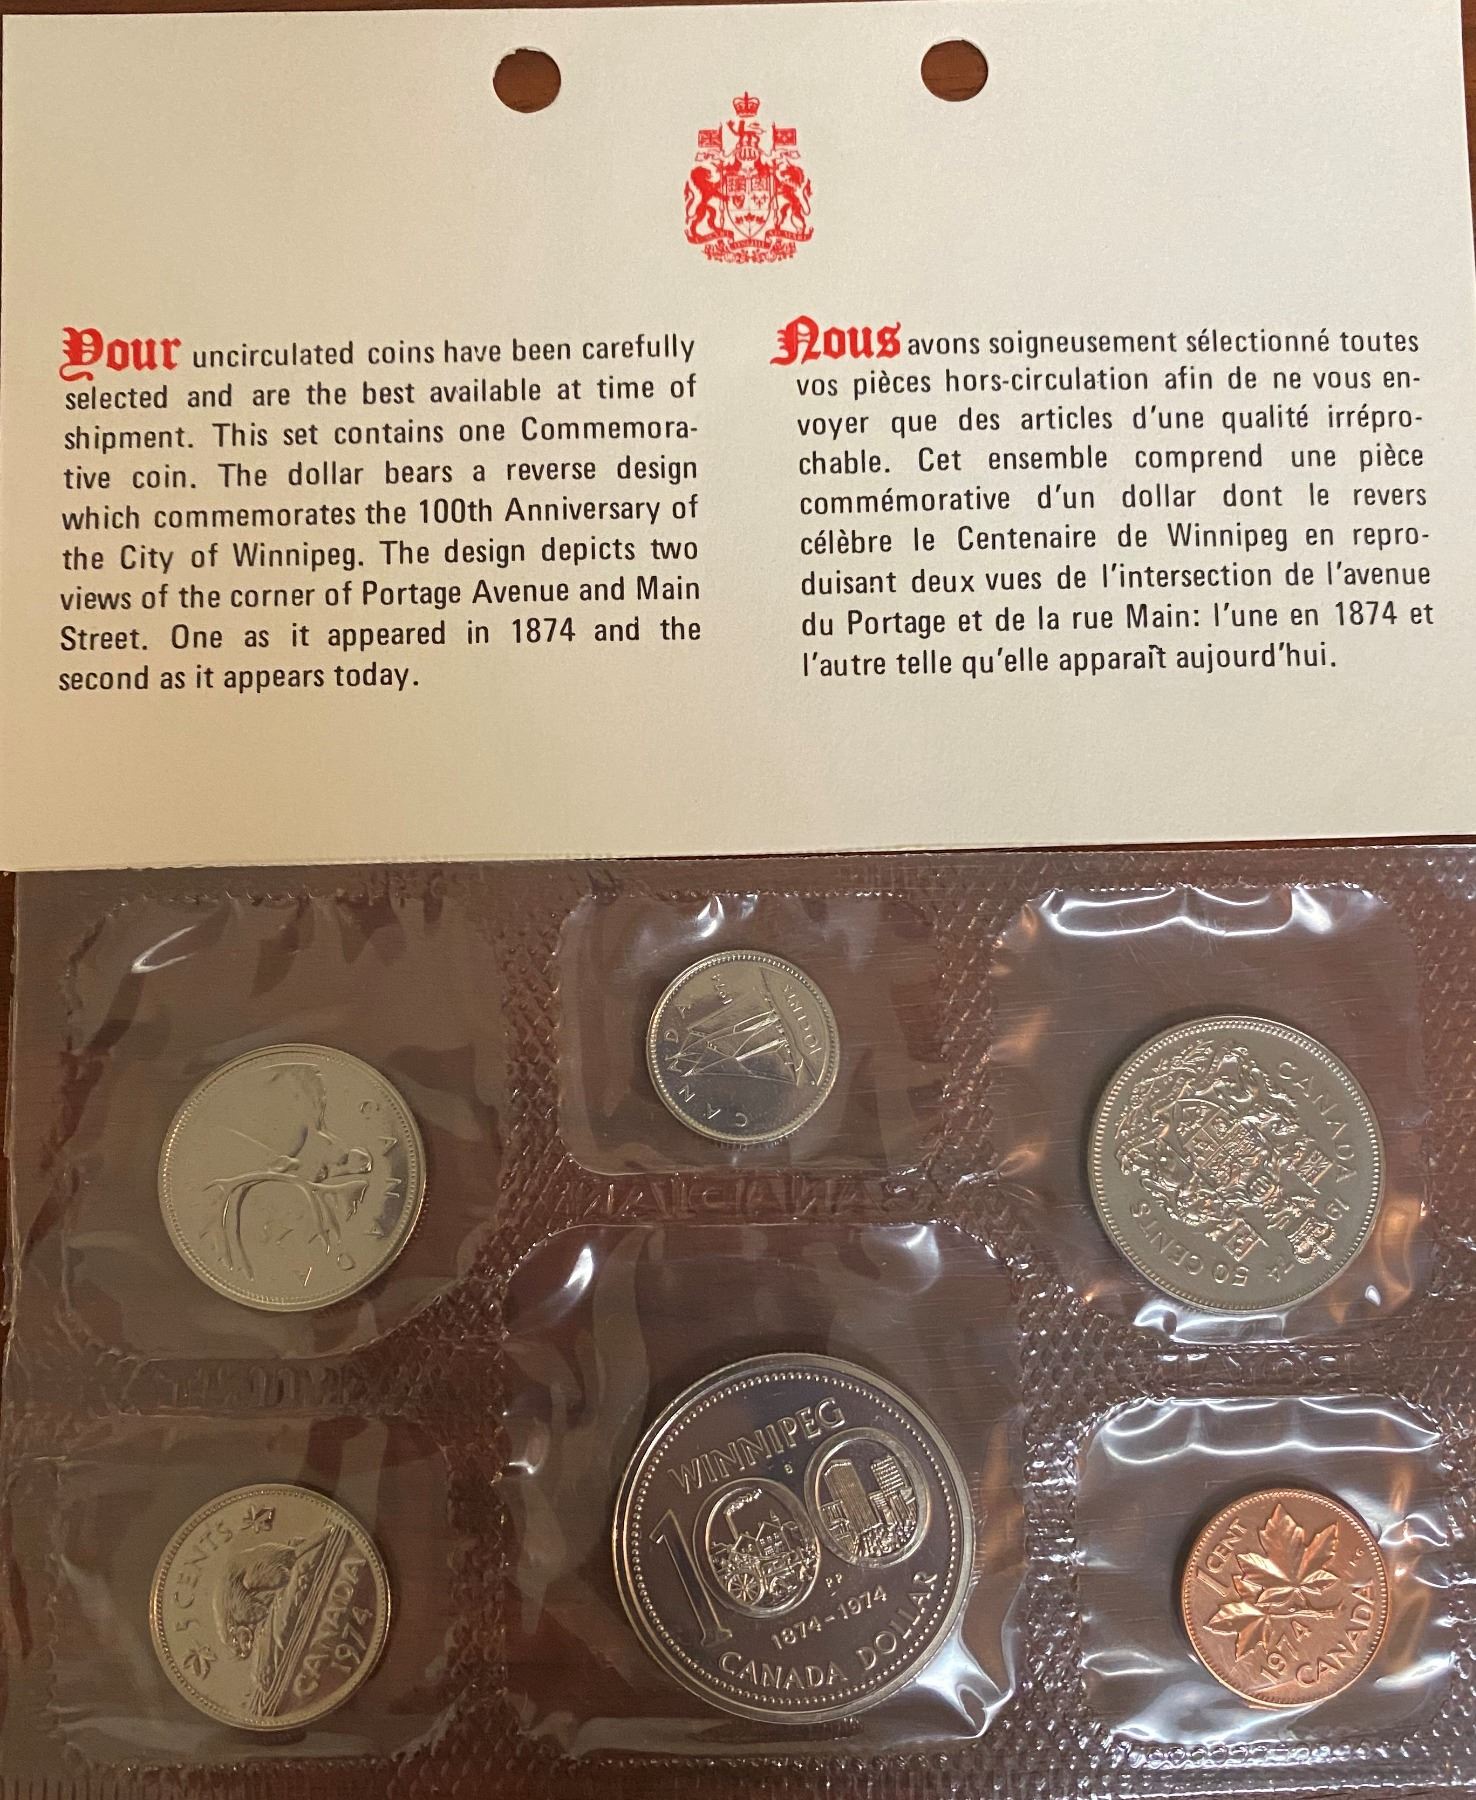 Your uncirculated coins have been carefully
selected and are the best available at time of
shipment. This set contains one Commemora-
tive coin. The dollar bears a reverse design
which commemorates the 100th Anniversary of
the City of Winnipeg. The design depicts two
views of the corner of Portage Avenue and Main
Street. One as it appeared in 1874 and the
second as it appears today.
Nous avons soigneusement sélectionné toutes
vos pièces hors-circulation afin de ne vous en-
voyer que des articles d'une qualité irrépro-
chable. Cet ensemble comprend une pièce
commémorative d'un dollar dont le revers
célèbre le Centenaire de Winnipeg en repro-
duisant deux vues de l'intersection de l'avenue
du Portage et de la rue Main: l'une en 1874 et
l'autre telle qu'elle apparaît aujourd'hui.
CANADA
CANADA
1974
10 CENTS
CANADA 1974
50 CENTS
CANADIAN
ROYAL
MINT
5 CENTS
CANADA
1974
WINNIPEG
B
100
PP
1874-1974
CANADA DOLLAR
1 CENT
1974
CANADA